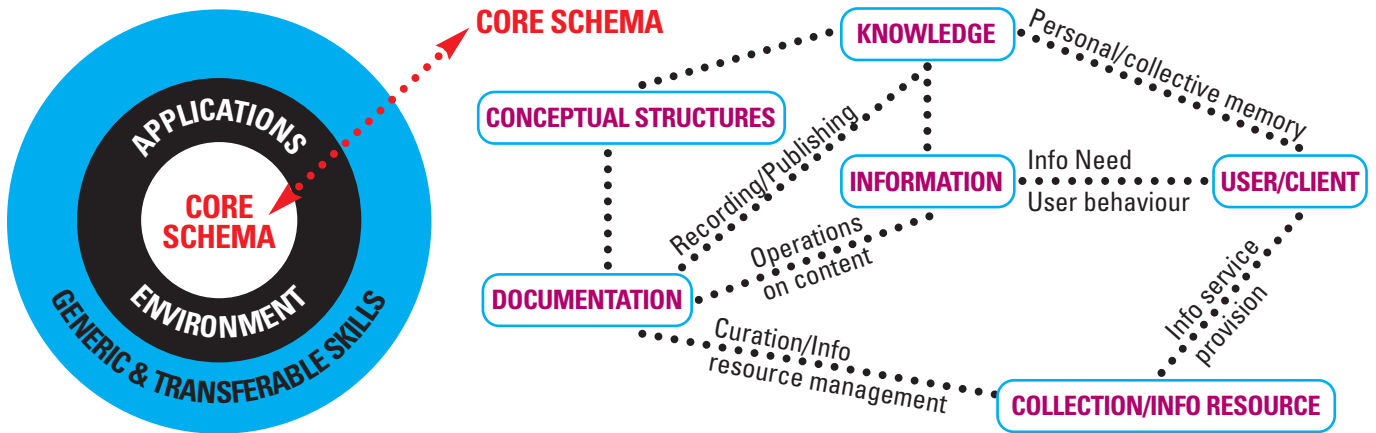 APPLICATIONS
CORE
SCHEMA
ENVIRONMENT
GENERIC & TRANSFERABLE SKILLS
CORE SCHEMA
KNOWLEDGE
Personal/collective memory
CONCEPTUAL STRUCTURES
Recording/Publishing
INFORMATION
Info Need
User behaviour
USER/CLIENT
Operations
on content
DOCUMENTATION
Info service
provision
Curation/Info
resource management
COLLECTION/INFO RESOURCE